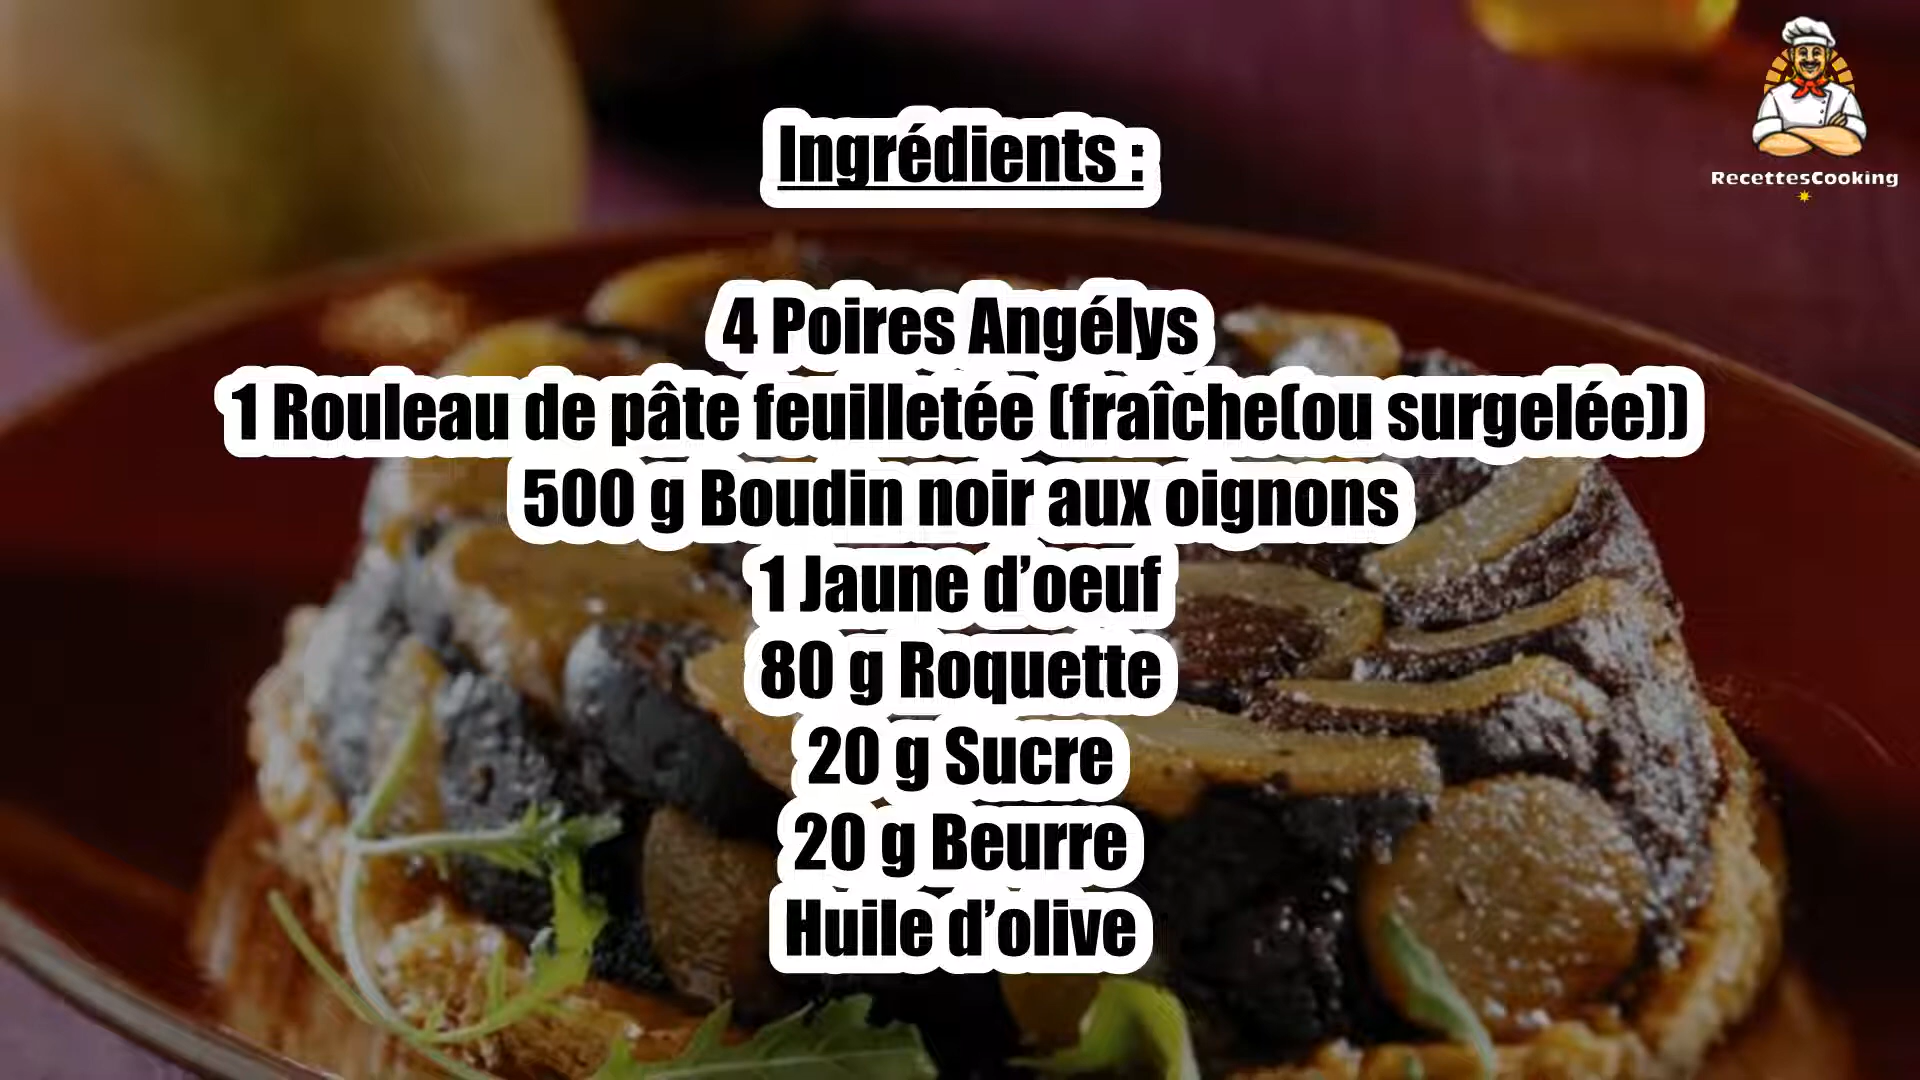 Ingrédients :
RecettesCooking
4 Poires Angélys
1 Rouleau de pâte feuilletée (fraîche(ou surgelée))
500 g Boudin noir aux oignons
1 Jaune d’oeuf
80 g Roquette
20 g Sucre
20 g Beurre
Huile d’olive